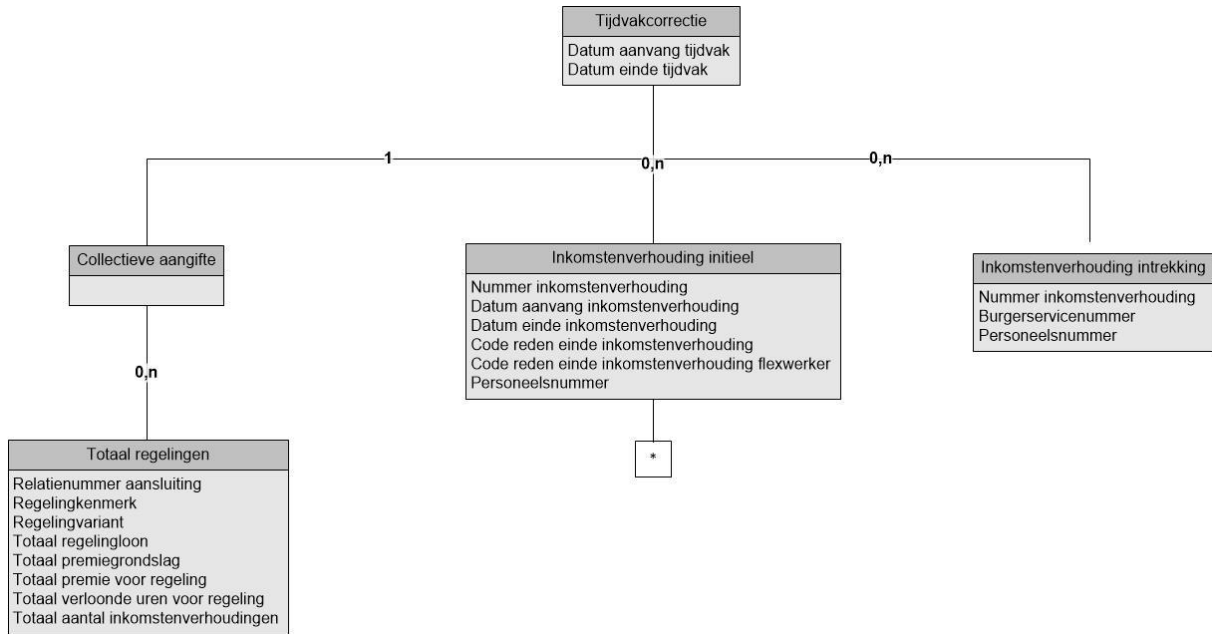 Tijdvakcorrectie
Datum aanvang tijdvak
Datum einde tijdvak
1
0,n
0,n
Collectieve aangifte
0,n
Totaal regelingen
Relatienummer aansluiting
Regelingkenmerk
Regelingvariant
Totaal regelingloon
Totaal premiegrondslag
Totaal premie voor regeling
Totaal verloonde uren voor regeling
Totaal aantal inkomstenverhoudingen
Inkomstenverhouding initieel
Nummer inkomstenverhouding
Datum aanvang inkomstenverhouding
Datum einde inkomstenverhouding
Code reden einde inkomstenverhouding
Code reden einde inkomstenverhouding flexwerker
Personeelsnummer
*
Inkomstenverhouding intrekking
Nummer inkomstenverhouding
Burgerservicenummer
Personeelsnummer